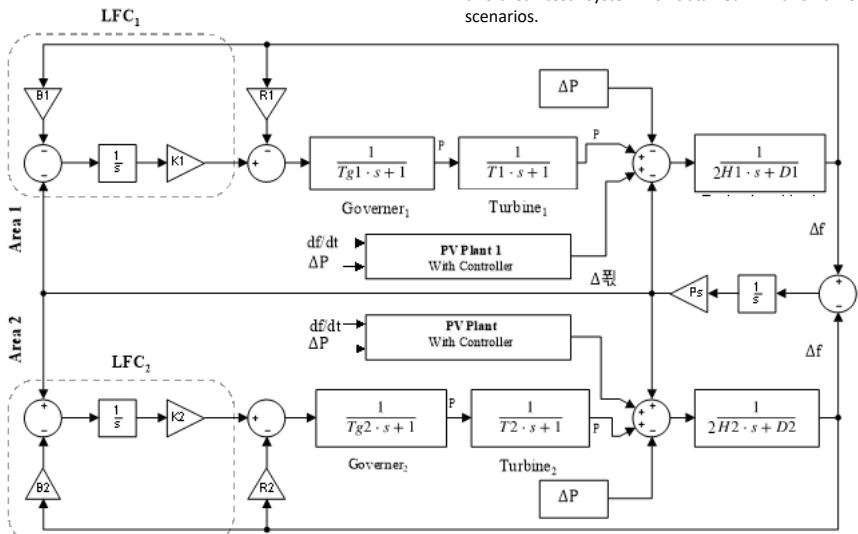 scenarios.
LFC1
B1
R1
ΔP
1/s
K1
1/(Tg1 · s + 1)
P
1/(T1 · s + 1)
P
1/(2H1 · s + D1)
Governer1
Turbine1
Area 1
df/dt
ΔP
PV Plant 1
With Controller
Δf
Ps
1/s
Area 2
df/dt
ΔP
PV Plant
With Controller
Δf
LFC2
1/s
K2
1/(Tg2 · s + 1)
P
1/(T2 · s + 1)
P
1/(2H2 · s + D2)
Governer2
Turbine2
B2
R2
ΔP